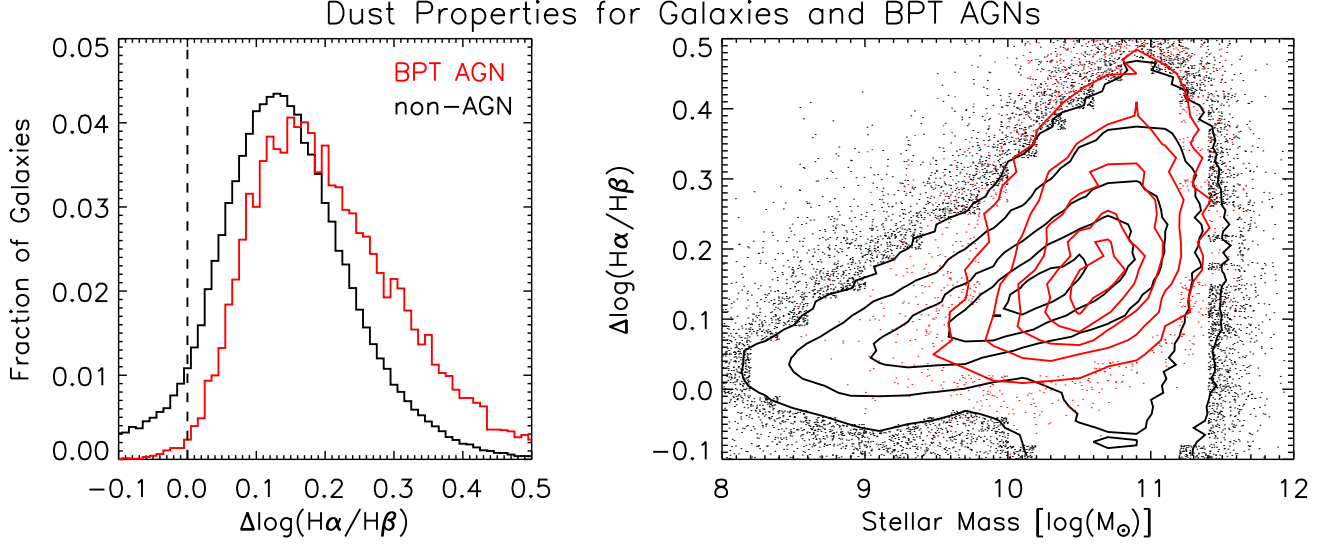 Dust Properties for Galaxies and BPT AGNs
0.05
0.04
0.03
0.02
0.01
0.00
Fraction of Galaxies
BPT AGN
non-AGN
-0.1 0.0 0.1 0.2 0.3 0.4 0.5
Δlog(Hα/Hβ)
0.5
0.4
0.3
0.2
0.1
0.0
-0.1
Δlog(Hα/Hβ)
8 9 10 11 12
Stellar Mass [log(M⊙)]